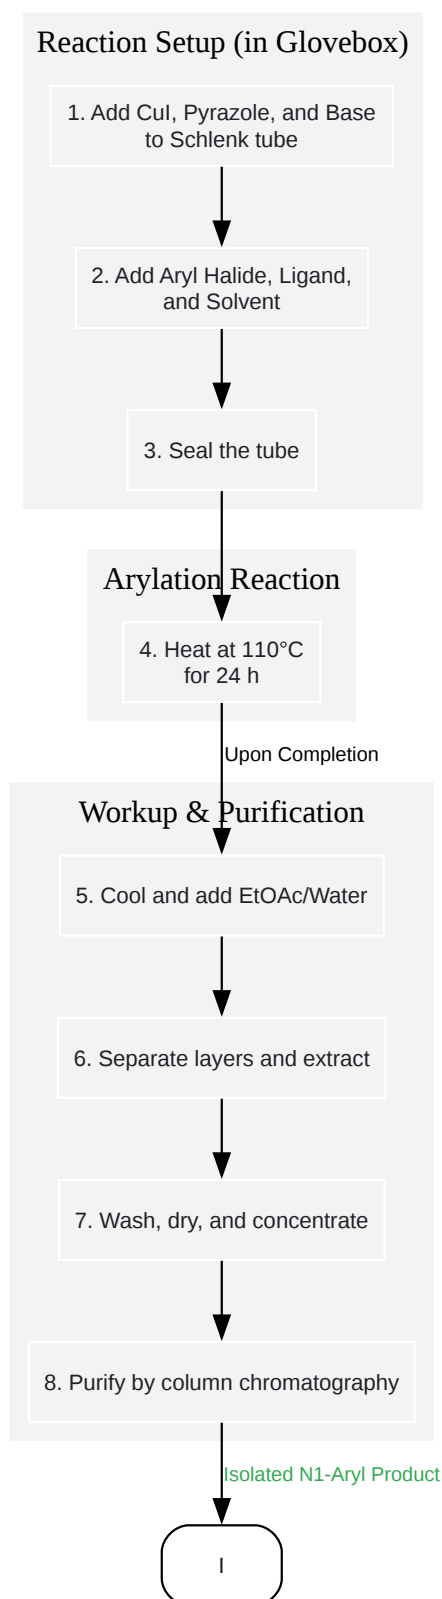 Reaction Setup (in Glovebox)
1. Add CuI, Pyrazole, and Base
to Schlenk tube
2. Add Aryl Halide, Ligand,
and Solvent
3. Seal the tube
Arylation Reaction
4. Heat at 110°C
for 24 h
Upon Completion
Workup & Purification
5. Cool and add EtOAc/Water
6. Separate layers and extract
7. Wash, dry, and concentrate
8. Purify by column chromatography
Isolated N1-Aryl Product
I